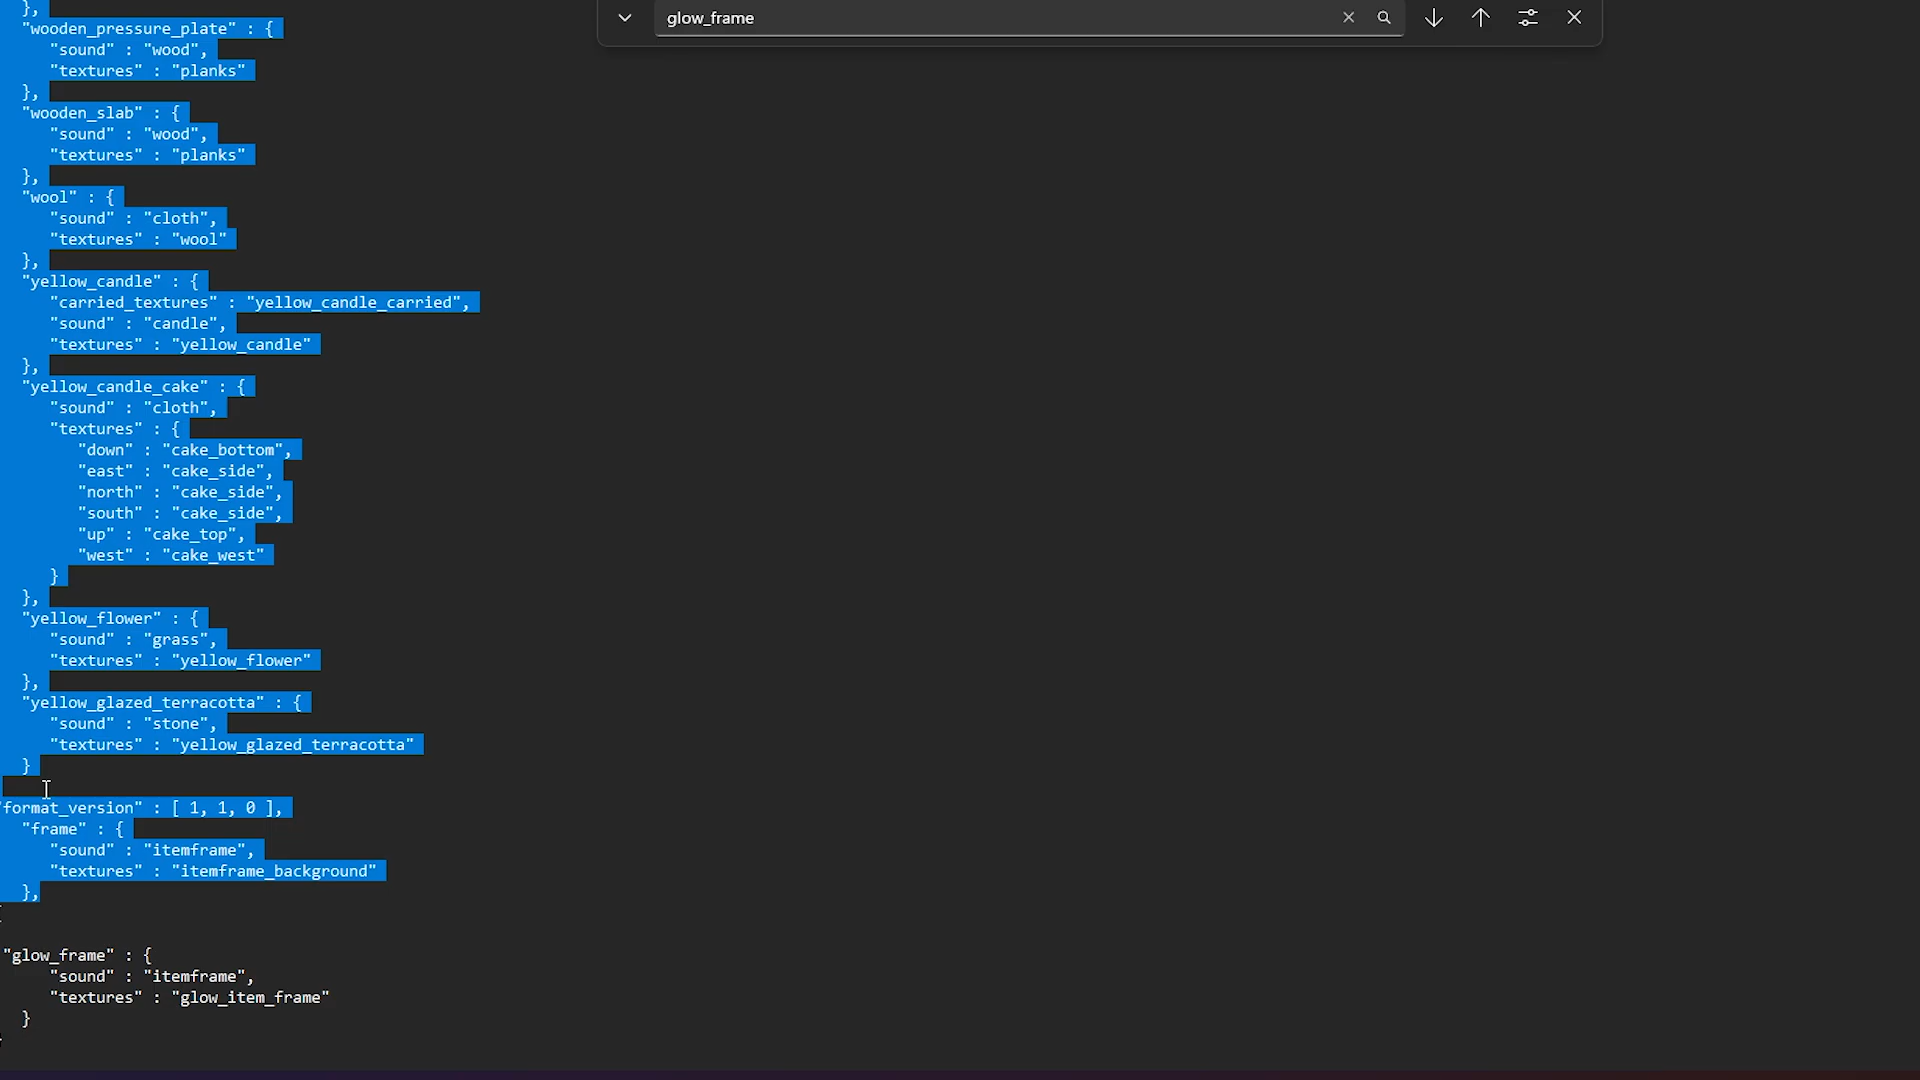 glow_frame
},
"wooden_pressure_plate" : {
"sound" : "wood",
"textures" : "planks"
},
"wooden_slab" : {
"sound" : "wood",
"textures" : "planks"
},
"wool" : {
"sound" : "cloth",
"textures" : "wool"
},
"yellow_candle" : {
"carried_textures" : "yellow_candle_carried",
"sound" : "candle",
"textures" : "yellow_candle"
},
"yellow_candle_cake" : {
"sound" : "cloth",
"textures" : {
"down" : "cake_bottom",
"east" : "cake_side",
"north" : "cake_side",
"south" : "cake_side",
"up" : "cake_top",
"west" : "cake_west"
}
},
"yellow_flower" : {
"sound" : "grass",
"textures" : "yellow_flower"
},
"yellow_glazed_terracotta" : {
"sound" : "stone",
"textures" : "yellow_glazed_terracotta"
}
"format_version" : [ 1, 1, 0 ],
"frame" : {
"sound" : "itemframe",
"textures" : "itemframe_background"
},
"glow_frame" : {
"sound" : "itemframe",
"textures" : "glow_item_frame"
}